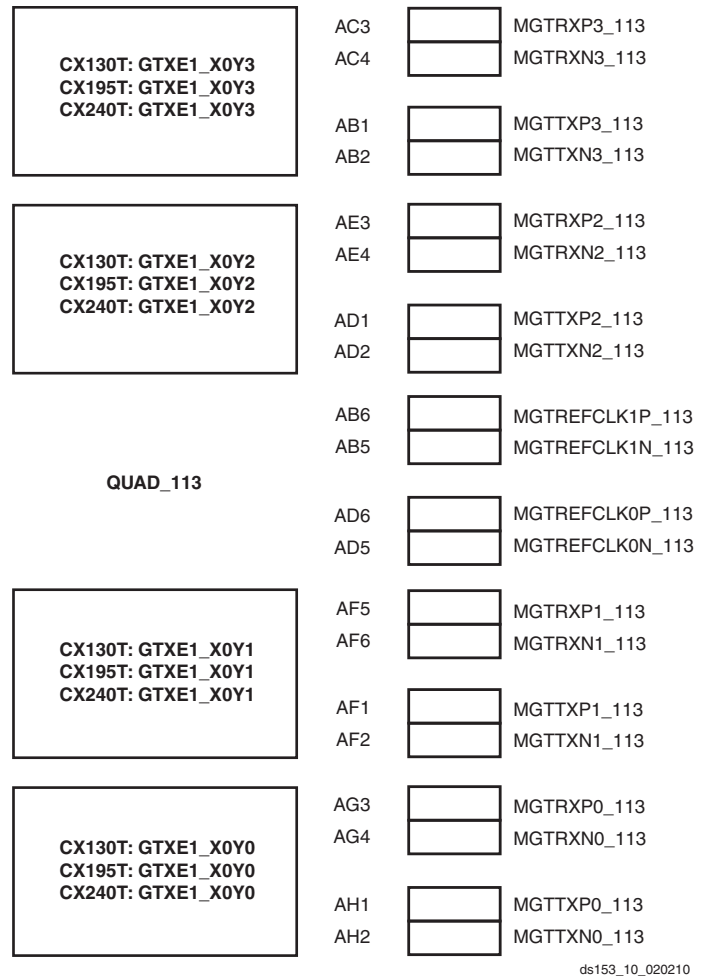 AC3 MGTRXP3_113
AC4 MGTRXN3_113
CX130T: GTXE1_X0Y3
CX195T: GTXE1_X0Y3
CX240T: GTXE1_X0Y3
AB1 MGTTXP3_113
AB2 MGTTXN3_113
AE3 MGTRXP2_113
AE4 MGTRXN2_113
CX130T: GTXE1_X0Y2
CX195T: GTXE1_X0Y2
CX240T: GTXE1_X0Y2
AD1 MGTTXP2_113
AD2 MGTTXN2_113
AB6 MGTREFCLK1P_113
AB5 MGTREFCLK1N_113
QUAD_113
AD6 MGTREFCLK0P_113
AD5 MGTREFCLK0N_113
AF5 MGTRXP1_113
AF6 MGTRXN1_113
CX130T: GTXE1_X0Y1
CX195T: GTXE1_X0Y1
CX240T: GTXE1_X0Y1
AF1 MGTTXP1_113
AF2 MGTTXN1_113
AG3 MGTRXP0_113
AG4 MGTRXN0_113
CX130T: GTXE1_X0Y0
CX195T: GTXE1_X0Y0
CX240T: GTXE1_X0Y0
AH1 MGTTXP0_113
AH2 MGTTXN0_113
ds153_10_020210